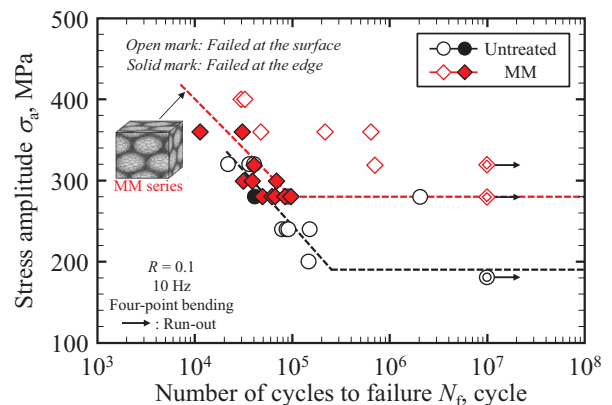 Open mark: Failed at the surface
Solid mark: Failed at the edge
Untreated
MM
MM series
R = 0.1
10 Hz
Four-point bending
: Run-out
Stress amplitude σa, MPa
500
400
300
200
100
10³ 10⁴ 10⁵ 10⁶ 10⁷ 10⁸
Number of cycles to failure Nf, cycle